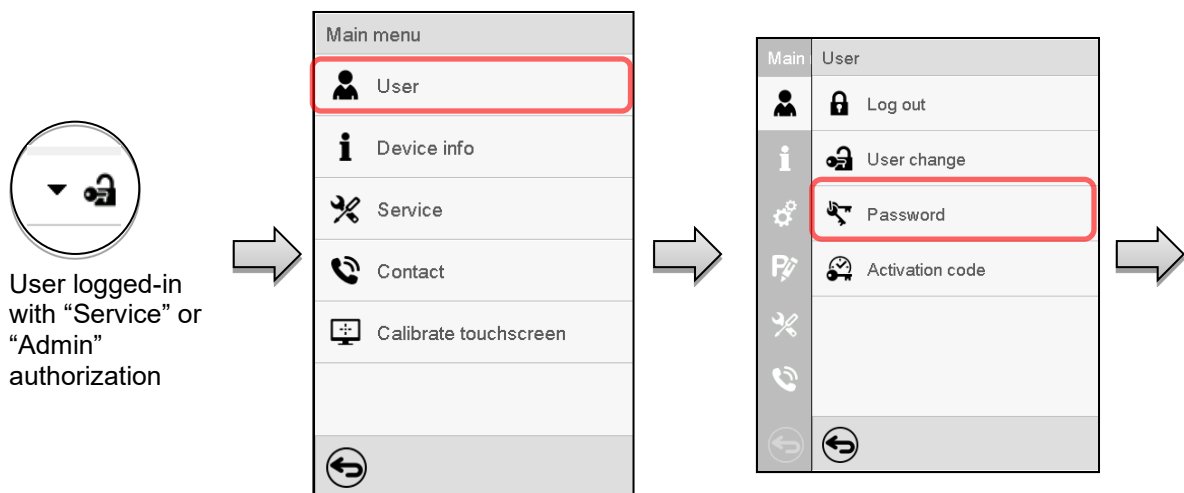 User logged-in
with “Service” or
“Admin”
authorization
Main menu
User
Device info
Service
Contact
Calibrate touchscreen
Main
User
Log out
User change
Password
Activation code